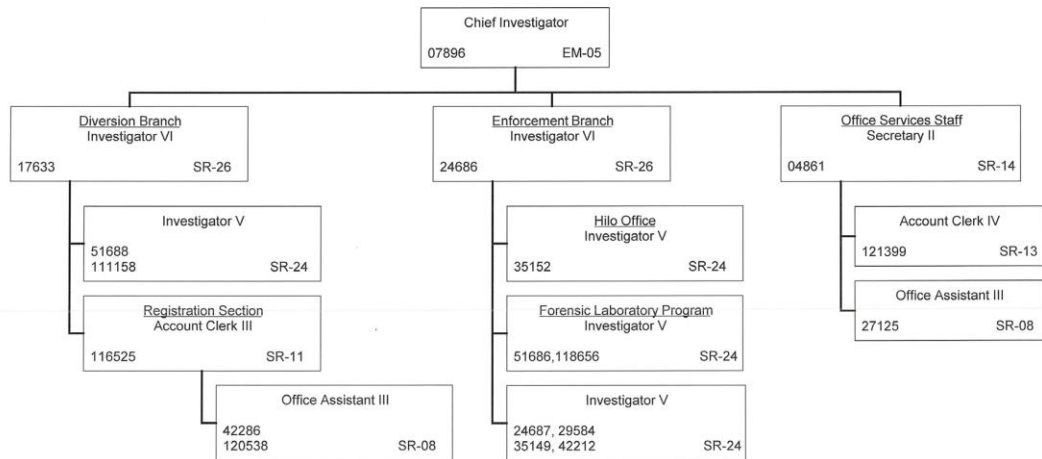 Chief Investigator
07896 EM-05
Diversion Branch
Investigator VI
17633 SR-26
Enforcement Branch
Investigator VI
24686 SR-26
Office Services Staff
Secretary II
04861 SR-14
Investigator V
51688
111158 SR-24
Registration Section
Account Clerk III
116525 SR-11
Office Assistant III
42286
120538 SR-08
Hilo Office
Investigator V
35152 SR-24
Forensic Laboratory Program
Investigator V
51686,118656 SR-24
Investigator V
24687, 29584
35149, 42212 SR-24
Account Clerk IV
121399 SR-13
Office Assistant III
27125 SR-08